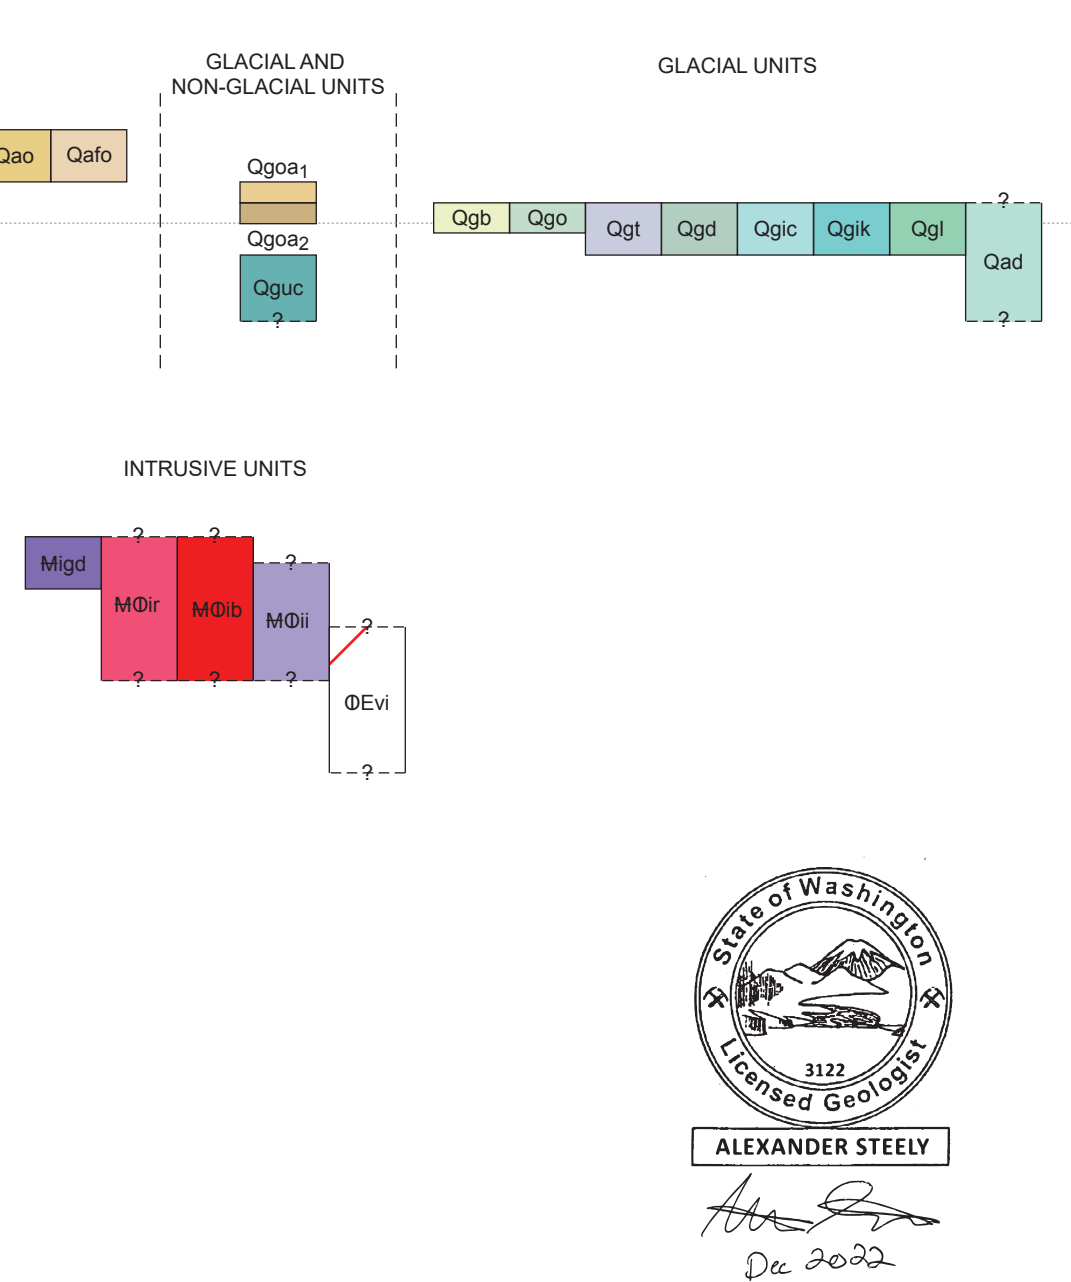 GLACIAL AND
NON-GLACIAL UNITS
GLACIAL UNITS
Qao
Qafo
Qgoa1
Qgoa2
Qguc
?
Qgb
Qgo
Qgt
Qgd
Qgic
Qgik
Qgl
?
Qad
?
INTRUSIVE UNITS
Migd
?
MΦir
?
?
MΦib
?
?
MΦii
?
?
ΦEvi
?
State of Washington
3122
Licensed Geologist
ALEXANDER STEELY
Dec 2022